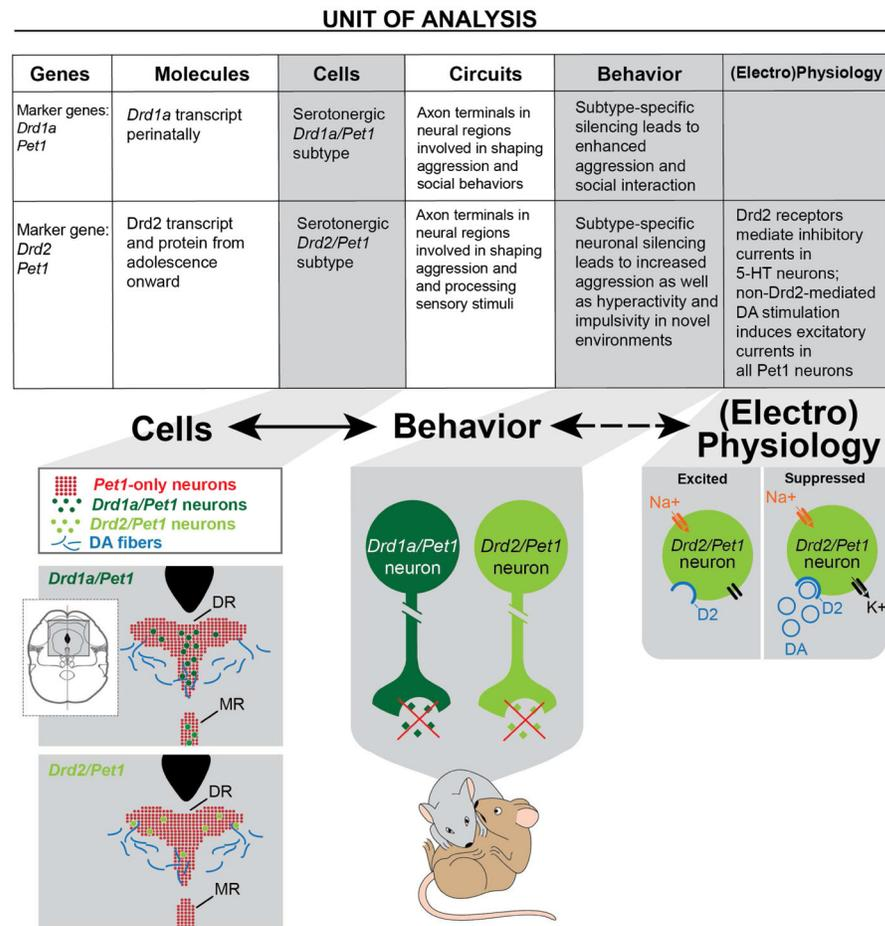 UNIT OF ANALYSIS
Genes
Molecules
Cells
Circuits
Behavior
(Electro)Physiology
Marker genes:
Drd1a
Pet1
Drd1a transcript
perinatally
Serotonergic
Drd1a/Pet1
subtype
Axon terminals in
neural regions
involved in shaping
aggression and
social behaviors
Subtype-specific
silencing leads to
enhanced
aggression and
social interaction
Marker gene:
Drd2
Pet1
Drd2 transcript
and protein from
adolescence
onward
Serotonergic
Drd2/Pet1
subtype
Axon terminals in
neural regions
involved in shaping
aggression and
and processing
sensory stimuli
Subtype-specific
neuronal silencing
leads to increased
aggression as well
as hyperactivity and
impulsivity in novel
environments
Drd2 receptors
mediate inhibitory
currents in
5-HT neurons;
non-Drd2-mediated
DA stimulation
induces excitatory
currents in
all Pet1 neurons
Cells
Behavior
(Electro)
Physiology
Pet1-only neurons
Drd1a/Pet1 neurons
Drd2/Pet1 neurons
DA fibers
Drd1a/Pet1
DR
MR
Drd2/Pet1
DR
MR
Drd1a/Pet1
neuron
Drd2/Pet1
neuron
Excited
Na+
Drd2/Pet1
neuron
D2
Suppressed
Na+
Drd2/Pet1
neuron
D2
K+
DA